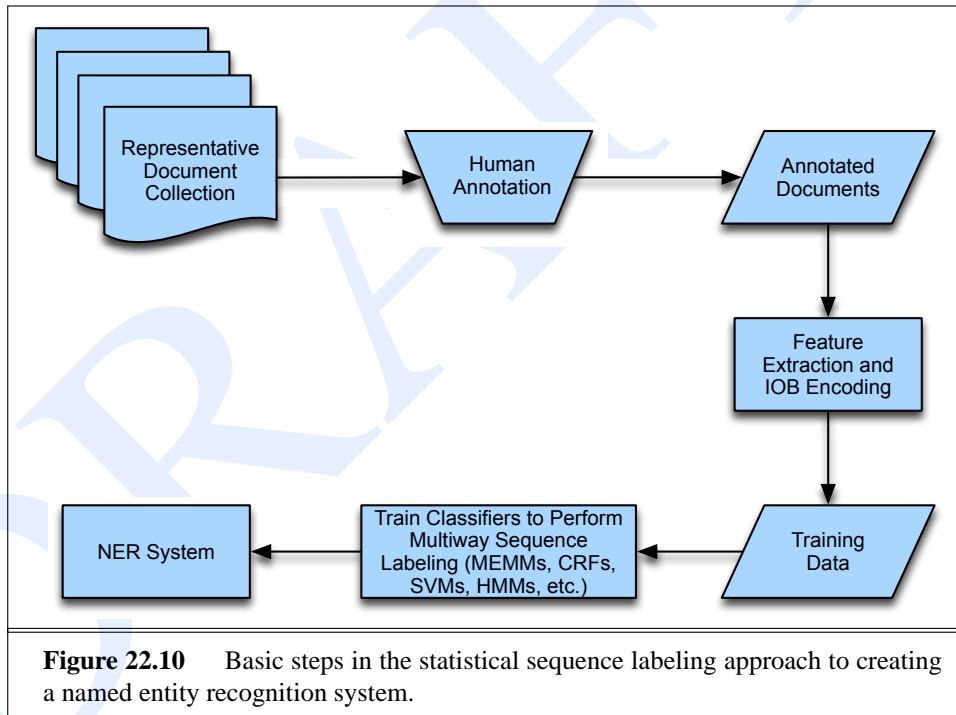 Representative
Document
Collection
Human
Annotation
Annotated
Documents
Feature
Extraction and
IOB Encoding
Training
Data
Train Classifiers to Perform
Multiway Sequence
Labeling (MEMMs, CRFs,
SVMs, HMMs, etc.)
NER System
Figure 22.10 Basic steps in the statistical sequence labeling approach to creating
a named entity recognition system.